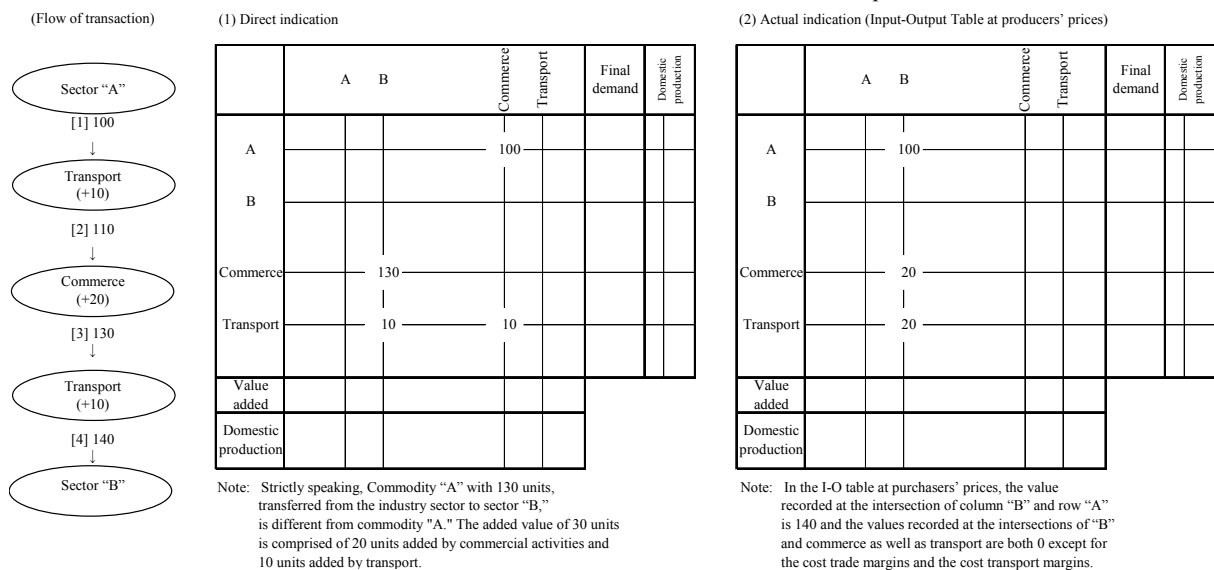 (Flow of transaction)
Sector “A”
[1] 100
↓
Transport
(+10)
[2] 110
↓
Commerce
(+20)
[3] 130
↓
Transport
(+10)
[4] 140
↓
Sector “B”
(1) Direct indication
A B Commerce Transport Final demand Domestic production
A 100
B
Commerce 130
Transport 10 10
Value
added
Domestic
production
Note: Strictly speaking, Commodity “A” with 130 units,
transferred from the industry sector to sector “B,”
is different from commodity "A." The added value of 30 units
is comprised of 20 units added by commercial activities and
10 units added by transport.
(2) Actual indication (Input-Output Table at producers’ prices)
A B Commerce Transport Final demand Domestic production
A 100
B
Commerce 20
Transport 20
Value
added
Domestic
production
Note: In the I-O table at purchasers’ prices, the value
recorded at the intersection of column “B” and row “A”
is 140 and the values recorded at the intersections of “B”
and commerce as well as transport are both 0 except for
the cost trade margins and the cost transport margins.